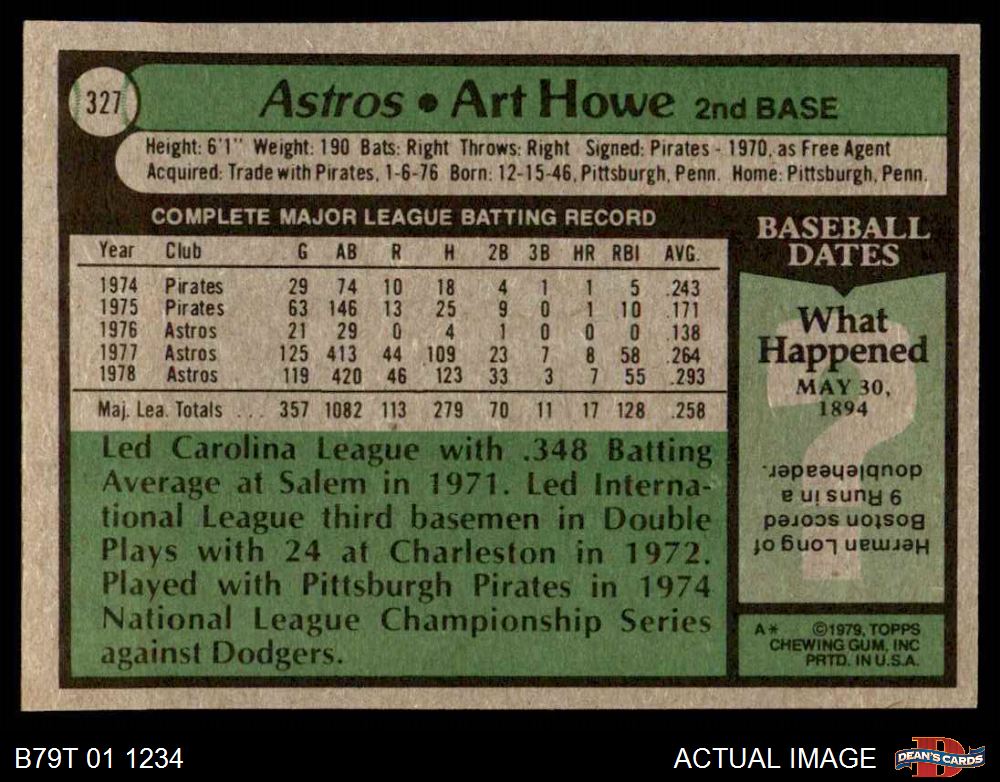 327
Astros • Art Howe 2nd BASE
Height: 6'1" Weight: 190 Bats: Right Throws: Right Signed: Pirates - 1970, as Free Agent
Acquired: Trade with Pirates, 1-6-76 Born: 12-15-46, Pittsburgh, Penn. Home: Pittsburgh, Penn.
COMPLETE MAJOR LEAGUE BATTING RECORD
Year Club G AB R H 2B 3B HR RBI AVG.
1974 Pirates 29 74 10 18 4 1 1 5 .243
1975 Pirates 63 146 13 25 9 0 1 10 .171
1976 Astros 21 29 0 4 1 0 0 0 .138
1977 Astros 125 413 44 109 23 7 8 58 .264
1978 Astros 119 420 46 123 33 3 7 55 .293
Maj. Lea. Totals ... 357 1082 113 279 70 11 17 128 .258
Led Carolina League with .348 Batting
Average at Salem in 1971. Led Interna-
tional League third basemen in Double
Plays with 24 at Charleston in 1972.
Played with Pittsburgh Pirates in 1974
National League Championship Series
against Dodgers.
BASEBALL
DATES
What
Happened
MAY 30,
1894
?
Herman Long of
Boston scored
9 Runs in a
doubleheader.
A* ©1979, TOPPS
CHEWING GUM, INC
PRTD. IN U.S.A.
B79T 01 1234
ACTUAL IMAGE
D
DEAN'S CARDS